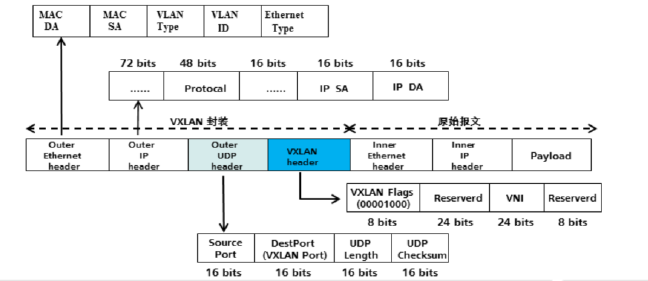 MAC DA
MAC SA
VLAN Type
VLAN ID
Ethernet Type
72 bits 48 bits 16 bits 16 bits 16 bits
...... Protocal ...... IP SA IP DA
VXLAN 封装 原始报文
Outer Ethernet header
Outer IP header
Outer UDP header
VXLAN header
Inner Ethernet header
Inner IP header
Payload
VXLAN Flags (00001000)
Reserverd
VNI
Reserverd
8 bits 24 bits 24 bits 8 bits
Source Port
DestPort (VXLAN Port)
UDP Length
UDP Checksum
16 bits 16 bits 16 bits 16 bits